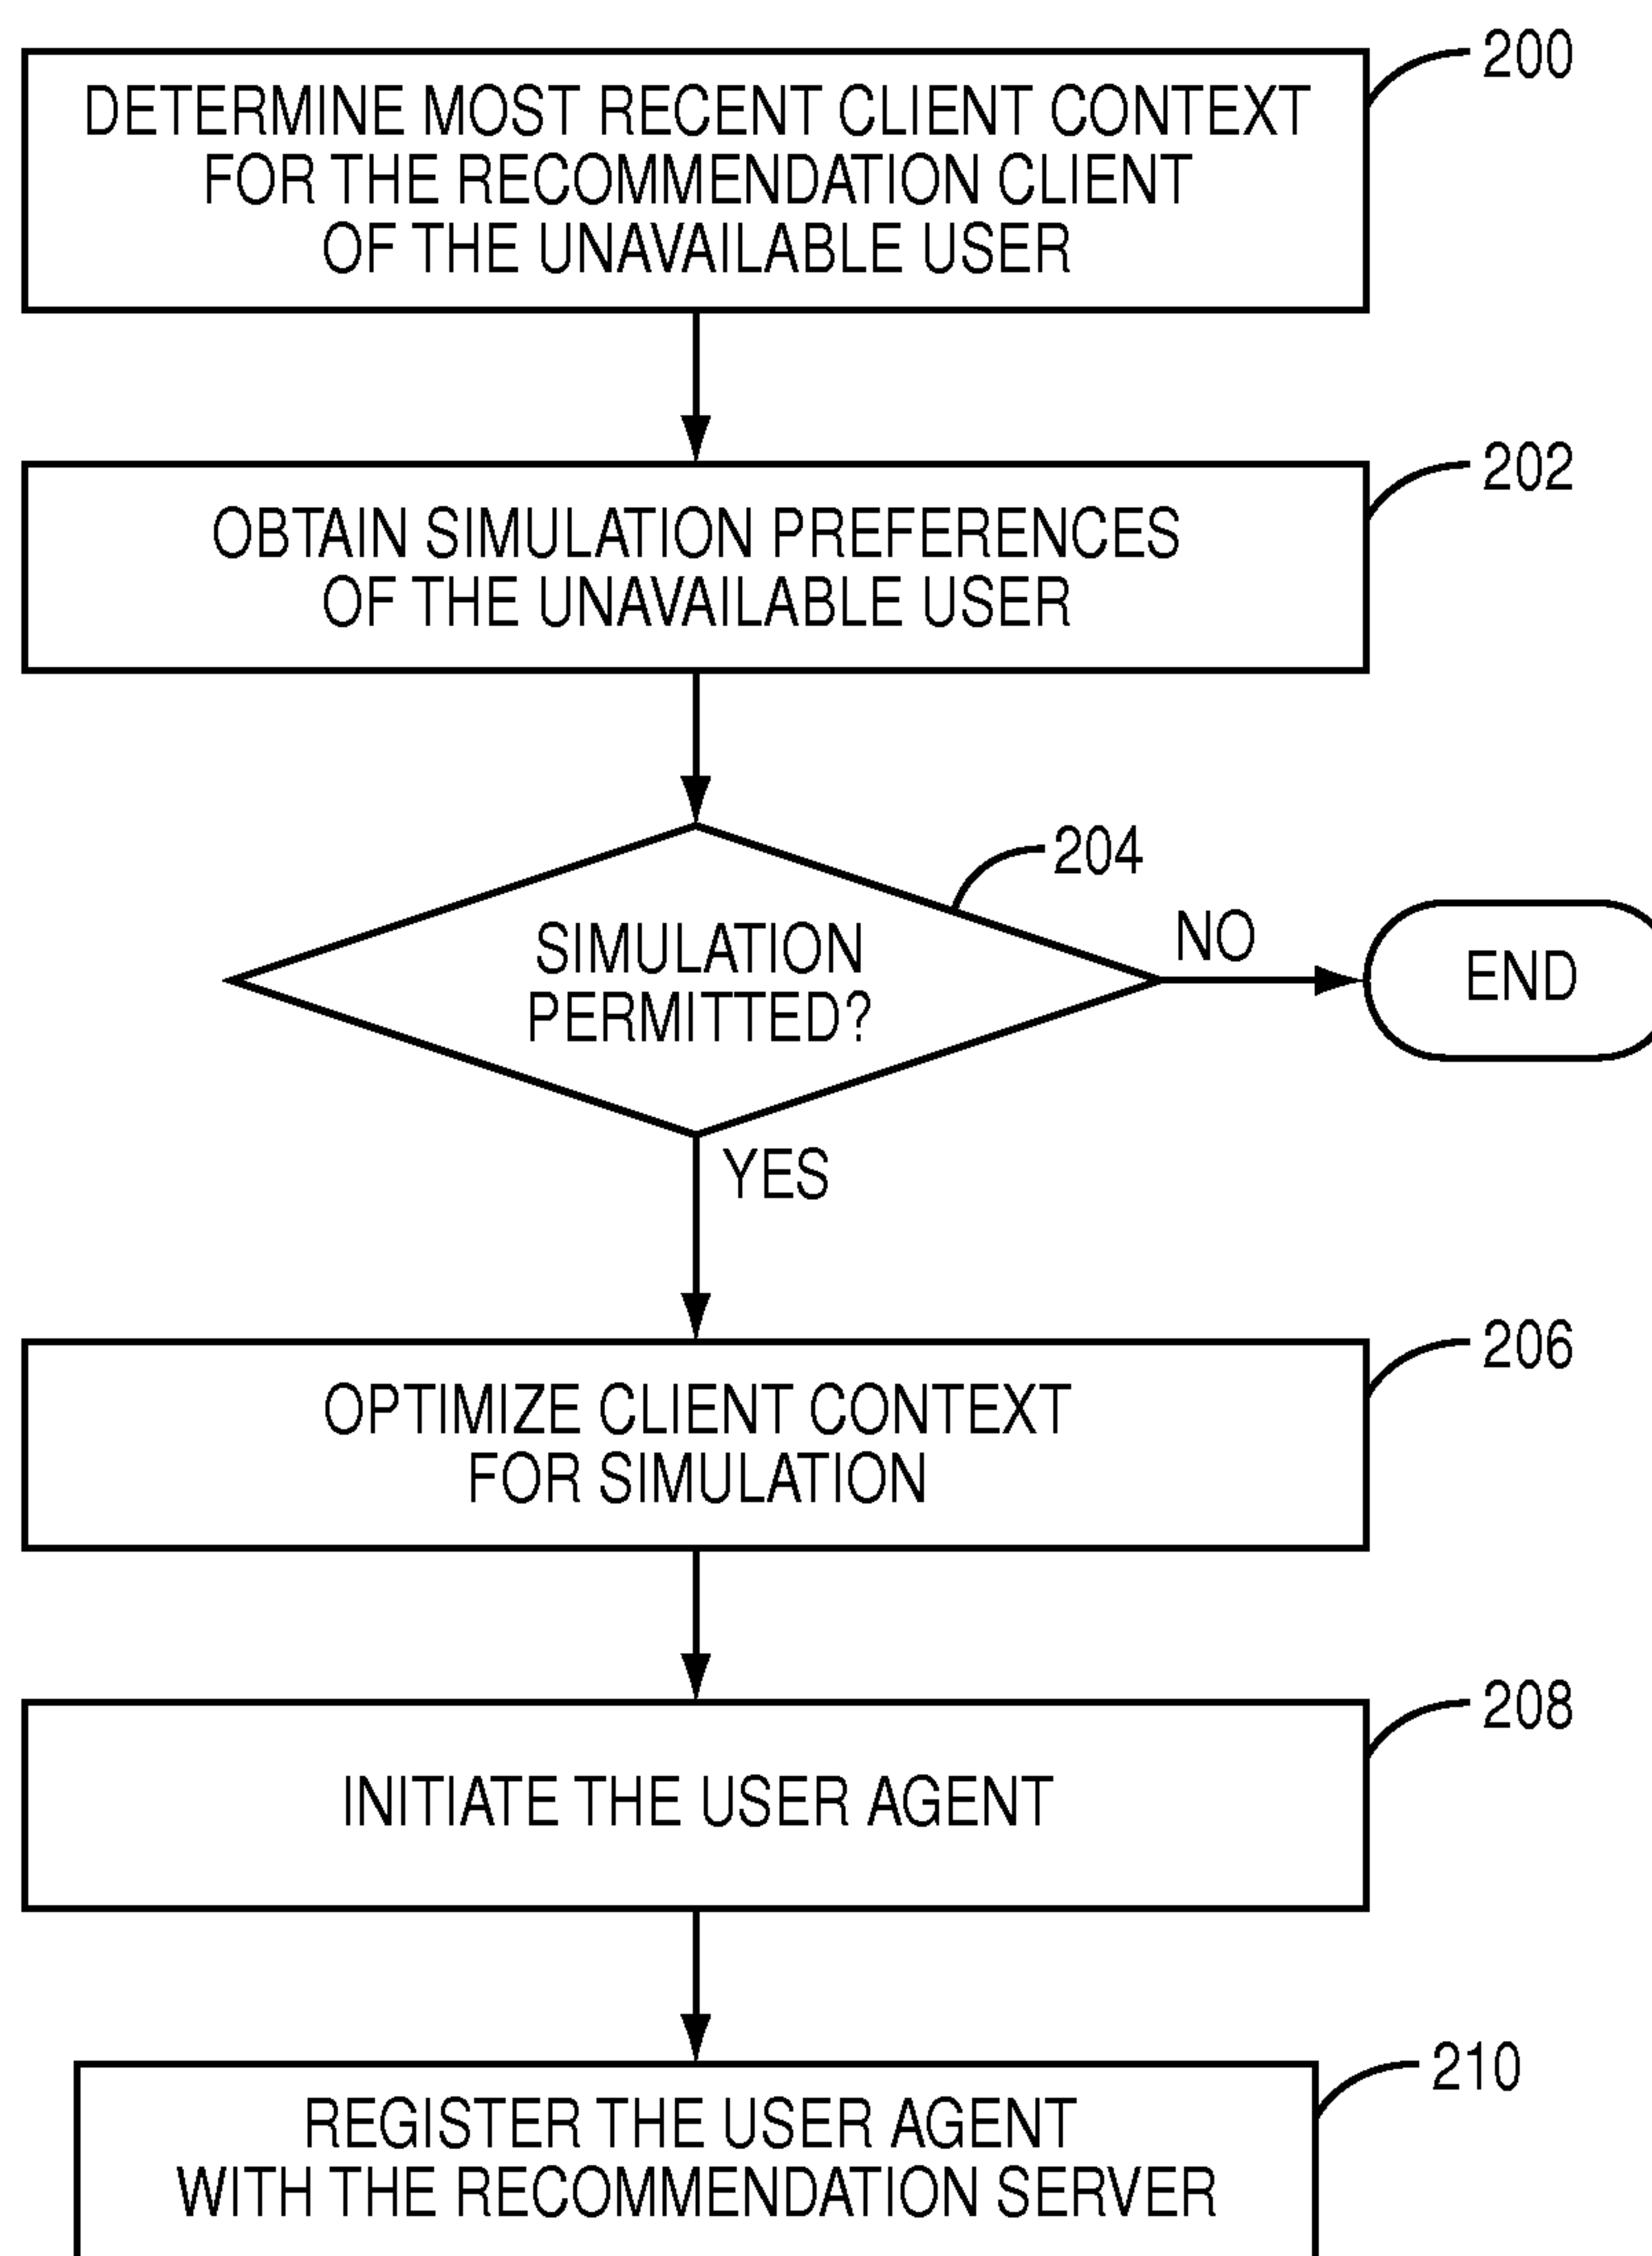 200
DETERMINE MOST RECENT CLIENT CONTEXT
FOR THE RECOMMENDATION CLIENT
OF THE UNAVAILABLE USER
202
OBTAIN SIMULATION PREFERENCES
OF THE UNAVAILABLE USER
204
SIMULATION
PERMITTED?
NO
END
YES
206
OPTIMIZE CLIENT CONTEXT
FOR SIMULATION
208
INITIATE THE USER AGENT
210
REGISTER THE USER AGENT
WITH THE RECOMMENDATION SERVER